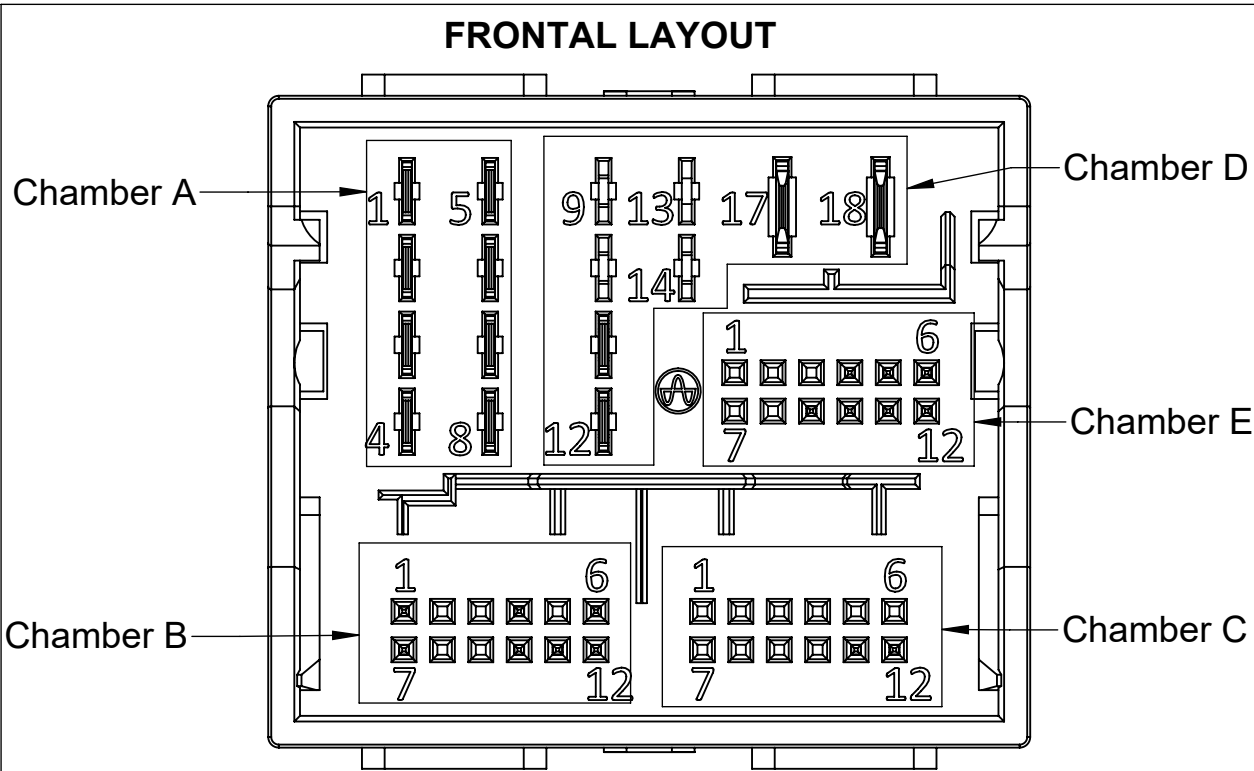 FRONTAL LAYOUT
Chamber A
Chamber D
1 5 9 13 17 18
14
1 6
4 8 12
Chamber E
7 12
1 6 1 6
Chamber B
Chamber C
7 12 7 12